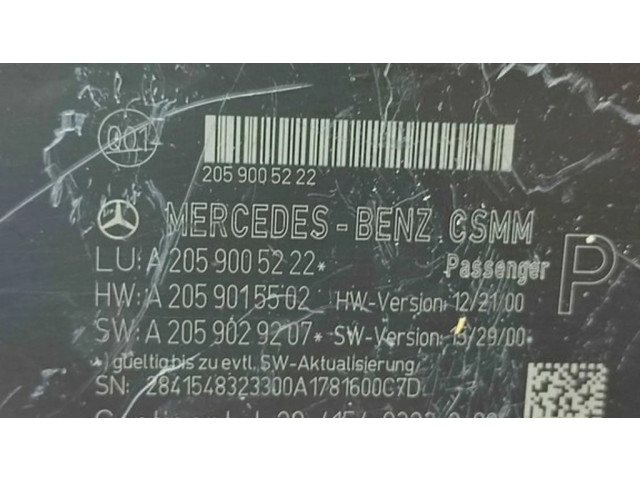 Q01
205 900 52 22
MERCEDES-BENZ CSMM
LU: A 205 900 52 22*
Passenger P
HW: A 205 901 55 02 HW-Version: 12/21/00
SW: A 205 902 92 07* SW-Version: 13/29/00*
*) gueltig bis zu evtl. SW-Aktualisierung
SN: 2841548323300A1781600C7D